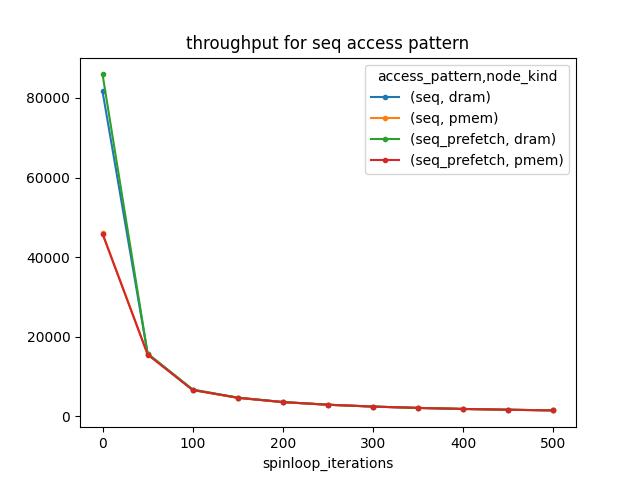 throughput for seq access pattern
access_pattern,node_kind
(seq, dram)
(seq, pmem)
(seq_prefetch, dram)
(seq_prefetch, pmem)
80000
60000
40000
20000
0
0 100 200 300 400 500
spinloop_iterations